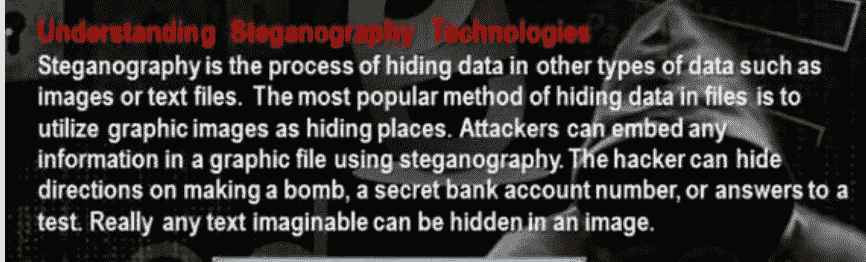 Understanding Steganography Technologies
Steganography is the process of hiding data in other types of data such as
images or text files. The most popular method of hiding data in files is to
utilize graphic images as hiding places. Attackers can embed any
information in a graphic file using steganography. The hacker can hide
directions on making a bomb, a secret bank account number, or answers to a
test. Really any text imaginable can be hidden in an image.